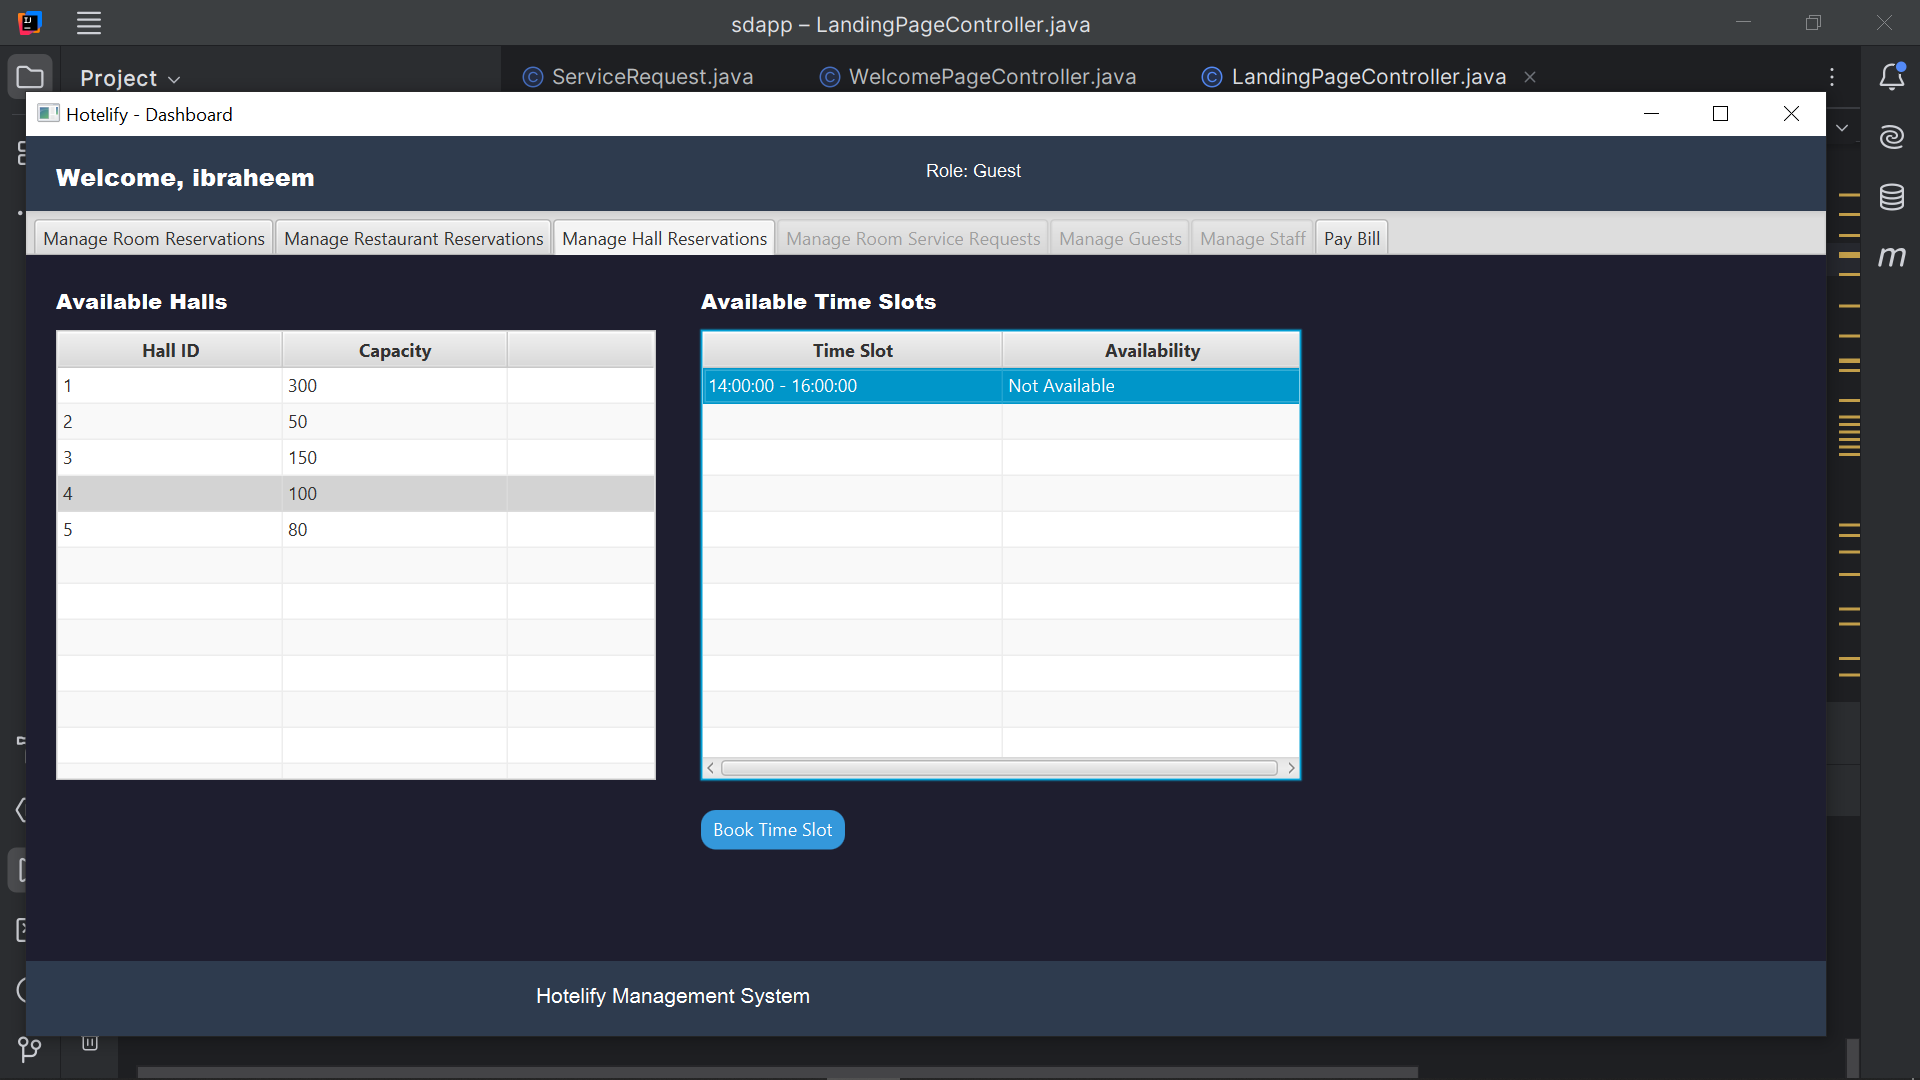 sdapp – LandingPageController.java
Project
ServiceRequest.java WelcomePageController.java LandingPageController.java
Hotelify - Dashboard
Welcome, ibraheem
Role: Guest
Manage Room Reservations Manage Restaurant Reservations Manage Hall Reservations Manage Room Service Requests Manage Guests Manage Staff Pay Bill
Available Halls
Hall ID Capacity
1 300
2 50
3 150
4 100
5 80
Available Time Slots
Time Slot Availability
14:00:00 - 16:00:00 Not Available
Book Time Slot
Hotelify Management System